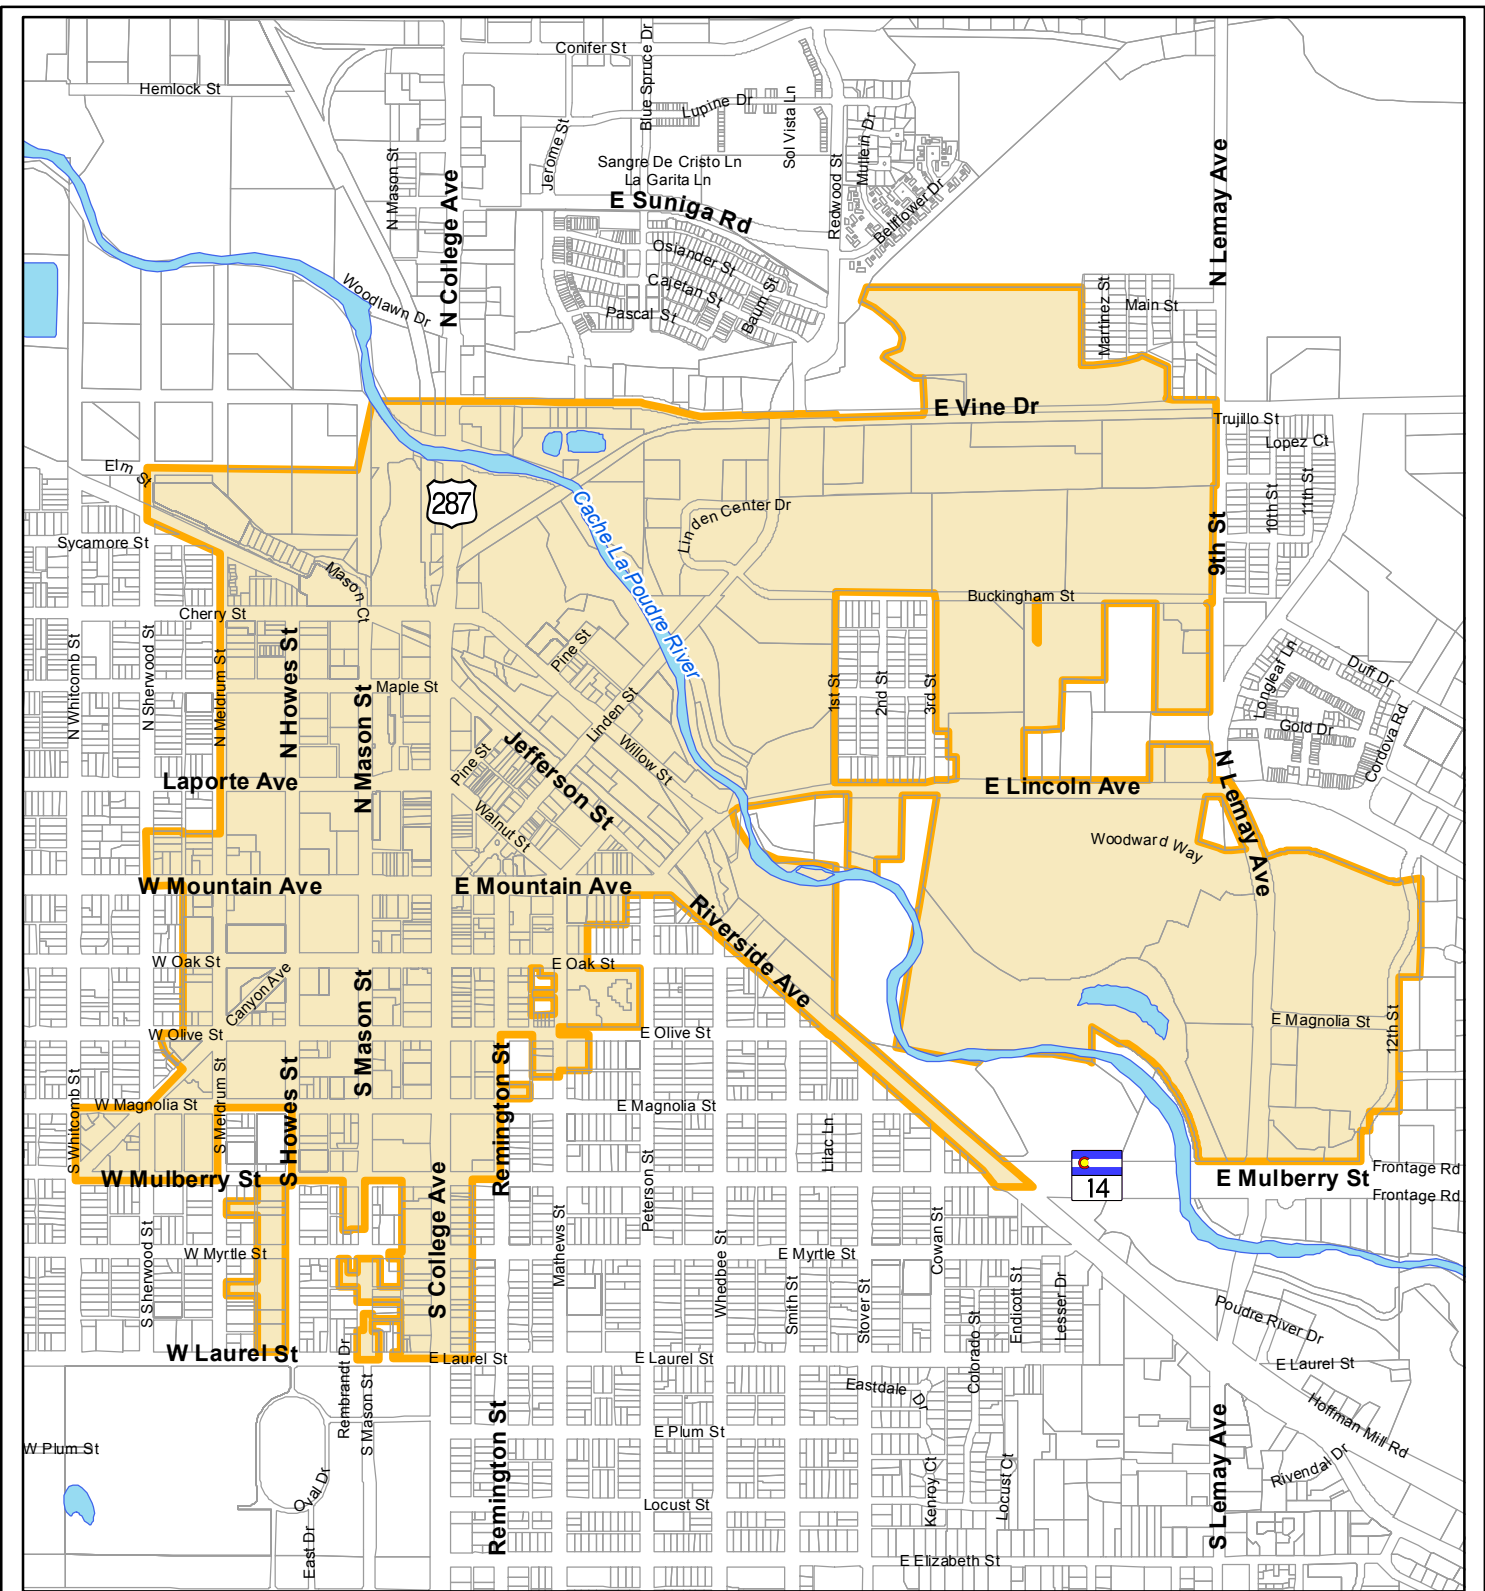 Conifer St
Blue Spruce Dr
Hemlock St
Lupine Dr
Sol Vista Ln
Mullein Dr
Jerome St
N Mason St
Sangre De Cristo Ln
La Garita Ln
Redwood St
N College Ave
E Suniga Rd
Bellflower Dr
N Lemay Ave
Osiander St
Cajetan St
Baum St
Pascal St
Woodlawn Dr
Martinez St
Main St
E Vine Dr
Trujillo St
Lopez Ct
Elm St
287
Cache La Poudre River
Linden Center Dr
10th St
11th St
9th St
Sycamore St
Mason Ct
Buckingham St
Cherry St
N Whitcomb St
N Sherwood St
N Meldrum St
N Howes St
Pine St
Maple St
N Mason St
Linden St
1st St
2nd St
3rd St
Longleaf Ln
Duff Dr
Gold Dr
Cordova Rd
Jefferson St
Willow St
Pine St
Laporte Ave
Walnut St
E Lincoln Ave
N Lemay Ave
Woodward Way
W Mountain Ave
E Mountain Ave
Riverside Ave
W Oak St
E Oak St
Canyon Ave
S Mason St
W Olive St
E Olive St
E Magnolia St
12th St
S Whitcomb St
W Magnolia St
S Meldrum St
S Howes St
Remington St
E Magnolia St
Lilac Ln
W Mulberry St
Peterson St
14
E Mulberry St
Frontage Rd
Frontage Rd
S College Ave
S Sherwood St
W Myrtle St
Mathews St
Whedbee St
E Myrtle St
Smith St
Stover St
Cowan St
Endicott St
Lesser Dr
Colorado St
Poudre River Dr
W Laurel St
Rembrandt Dr
S Mason St
E Laurel St
E Laurel St
E Laurel St
Eastdale Dr
Hoffman Mill Rd
W Plum St
Remington St
E Plum St
Kenroy Ct
Locust Ct
S Lemay Ave
Rivendal Dr
Oval Dr
East Dr
Locust St
E Elizabeth St